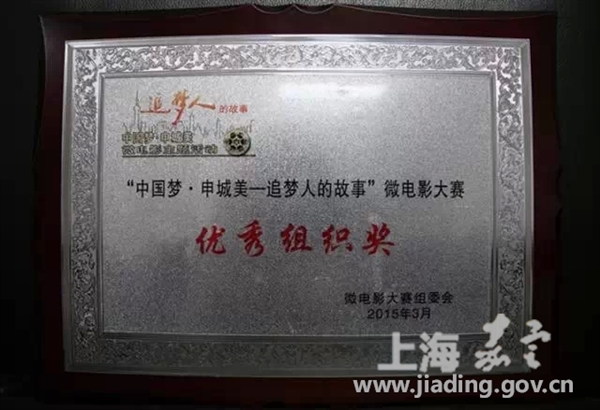 追梦人的故事
中国梦·申城美
微电影主题活动
“中国梦·申城美—追梦人的故事”微电影大赛
优秀组织奖
微电影大赛组委会
2015年3月
上海嘉定
www.jiading.gov.cn